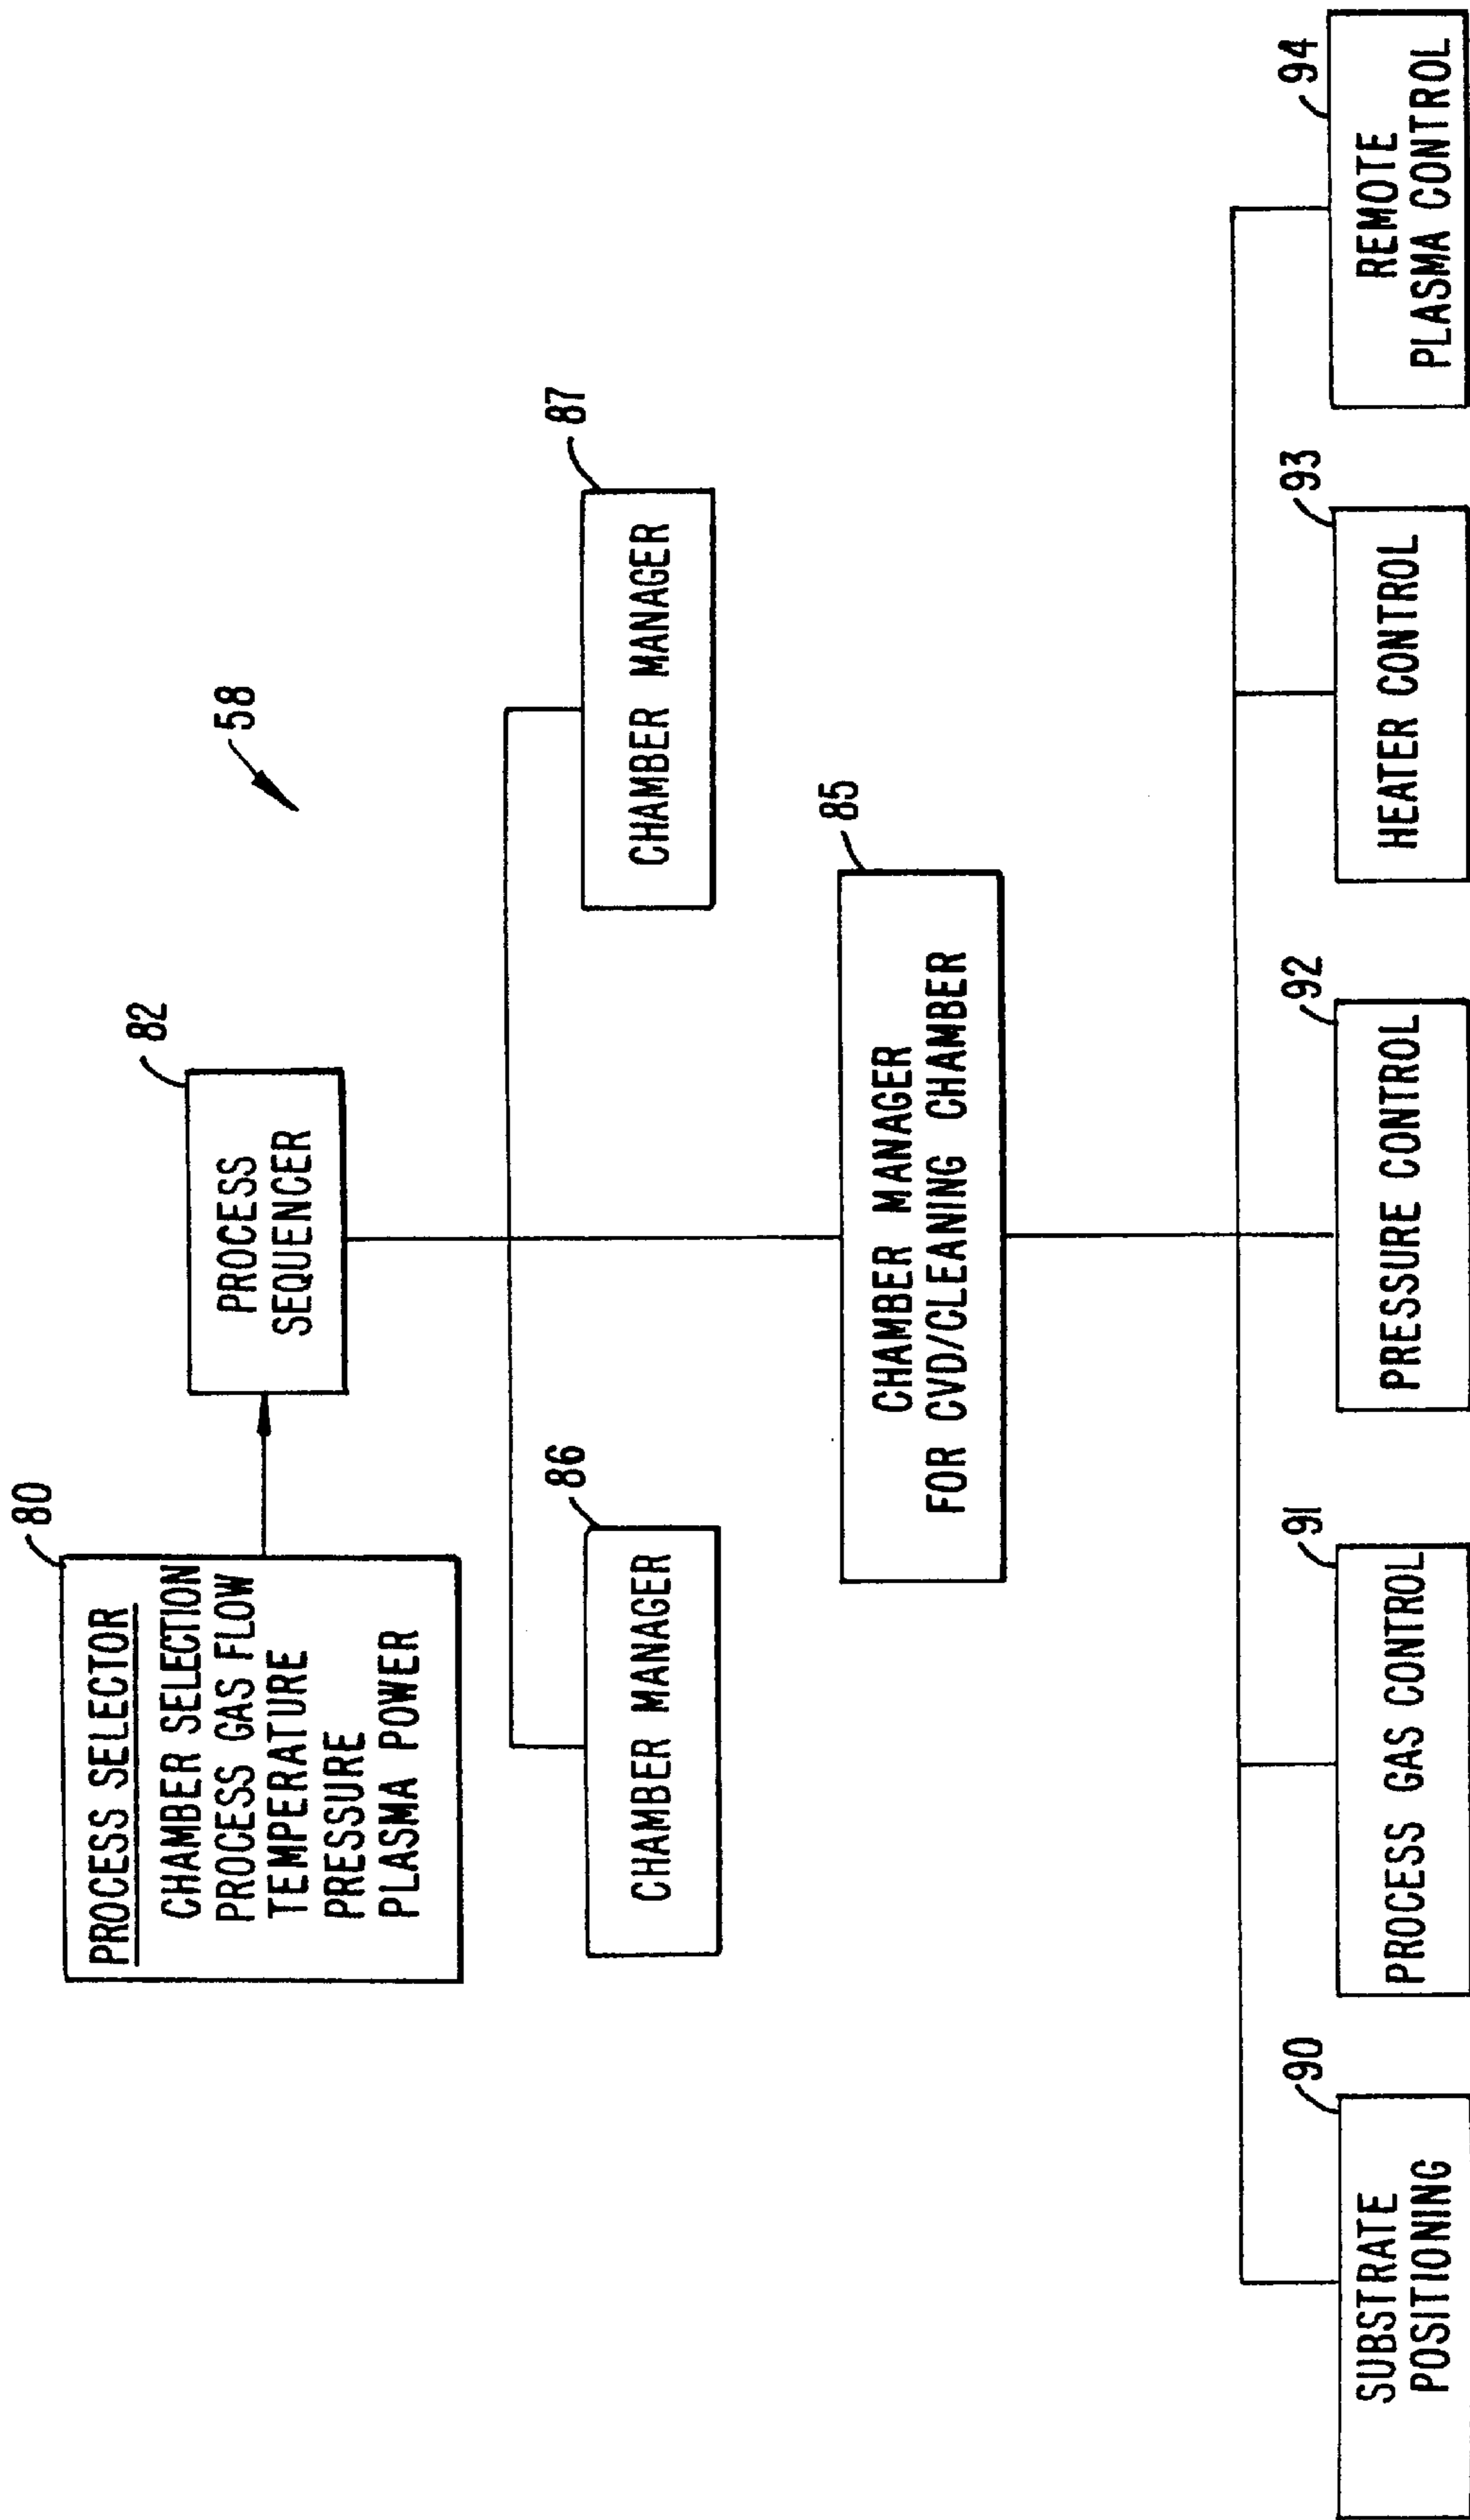 58
80
PROCESS SELECTOR
CHAMBER SELECTION
PROCESS GAS FLOW
TEMPERATURE
PRESSURE
PLASMA POWER
82
PROCESS
SEQUENCER
86
CHAMBER MANAGER
87
CHAMBER MANAGER
85
CHAMBER MANAGER
FOR CVD/CLEANING CHAMBER
90
SUBSTRATE
POSITIONING
91
PROCESS GAS CONTROL
92
PRESSURE CONTROL
93
HEATER CONTROL
94
REMOTE
PLASMA CONTROL